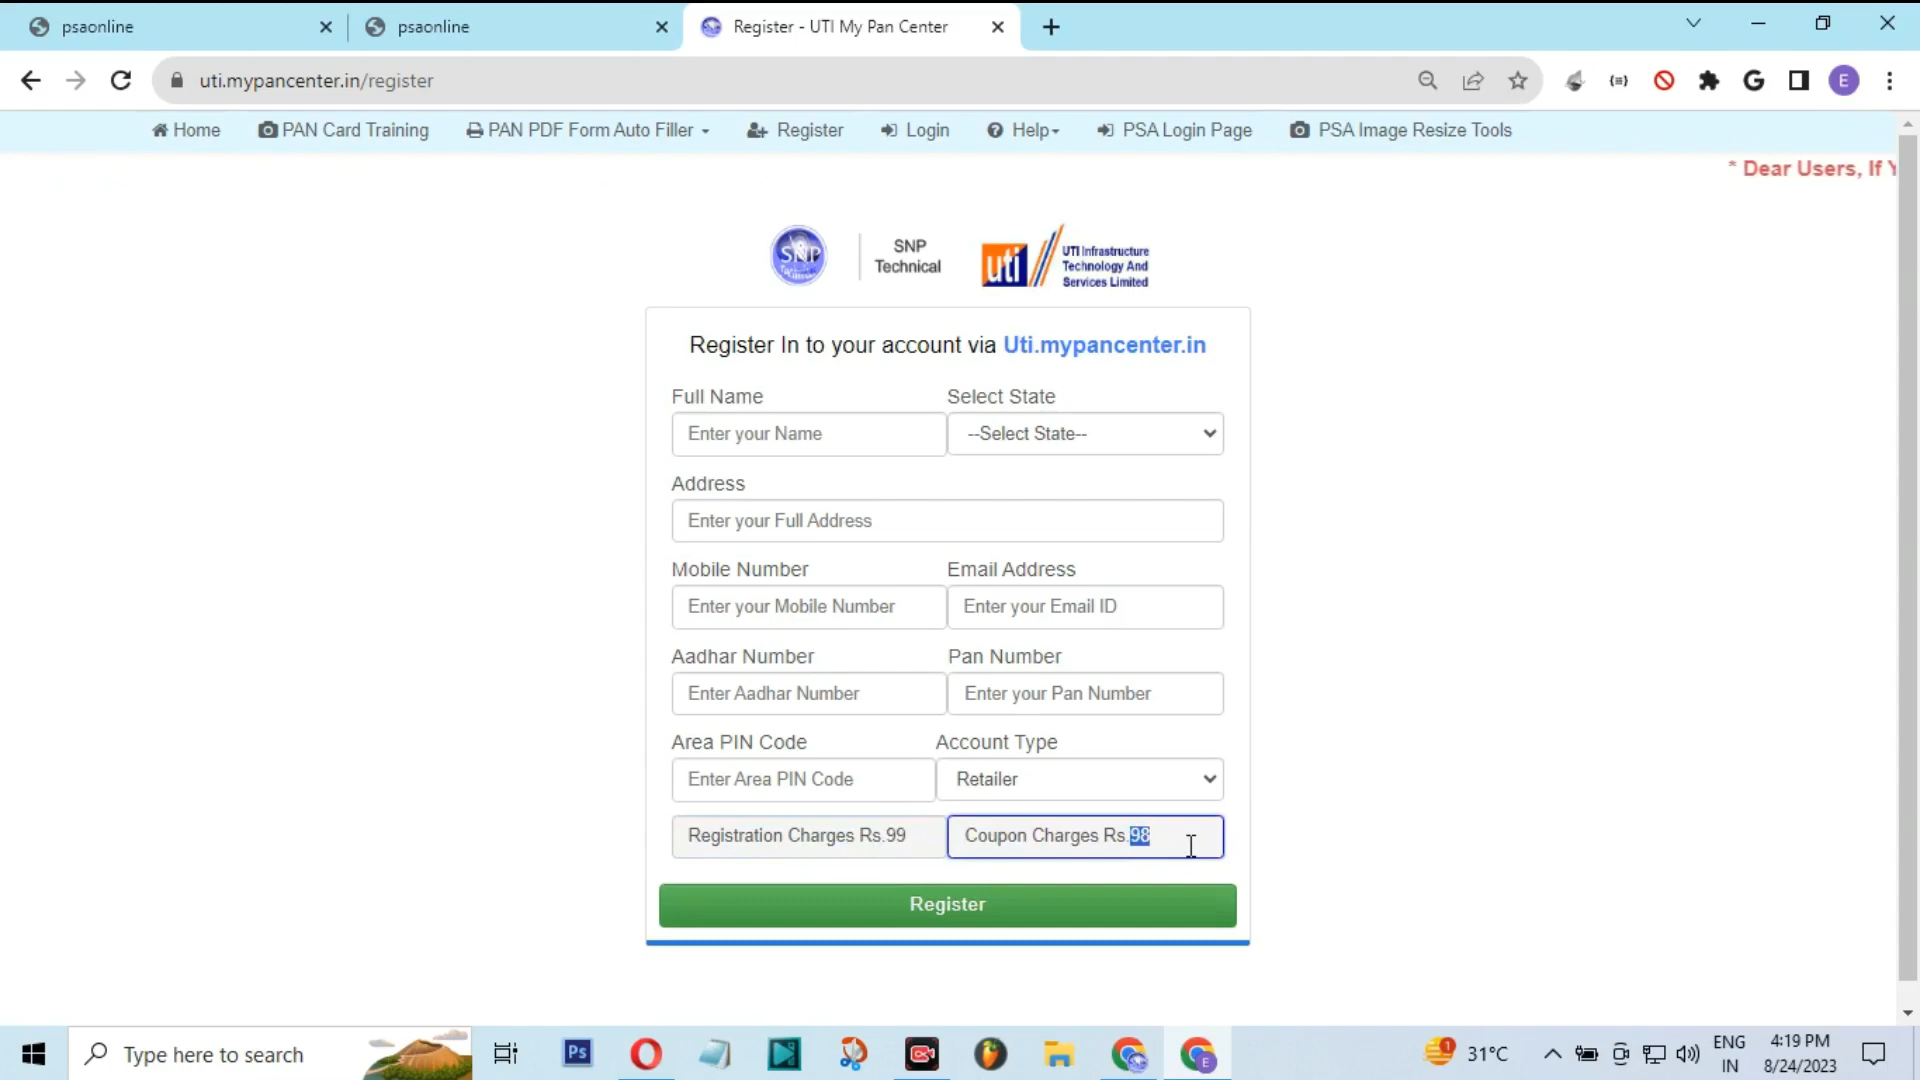 psaonline
psaonline
Register - UTI My Pan Center
uti.mypancenter.in/register
E
Home
PAN Card Training
PAN PDF Form Auto Filler
Register
Login
Help
PSA Login Page
PSA Image Resize Tools
* Dear Users, If Y
SNP
SNP
Technical
uti
UTI Infrastructure
Technology And
Services Limited
Register In to your account via Uti.mypancenter.in
Full Name
Select State
Enter your Name
--Select State--
Address
Enter your Full Address
Mobile Number
Email Address
Enter your Mobile Number
Enter your Email ID
Aadhar Number
Pan Number
Enter Aadhar Number
Enter your Pan Number
Area PIN Code
Account Type
Enter Area PIN Code
Retailer
Registration Charges Rs.99
Coupon Charges Rs.98
Register
Type here to search
Ps
E
1
31°C
ENG
IN
4:19 PM
8/24/2023